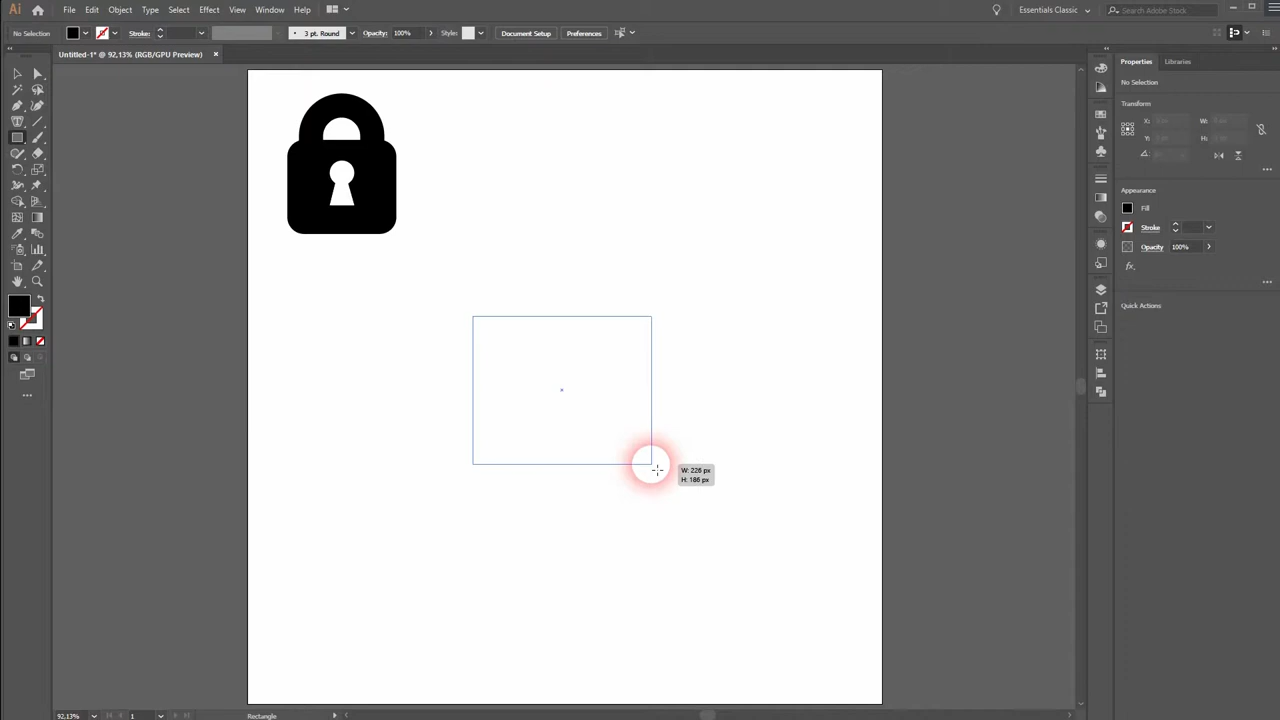 Ai File Edit Object Type Select Effect View Window Help Essentials Classic Search Adobe Stock
No Selection Stroke: 3 pt. Round Opacity: 100% Style: Document Setup Preferences
Untitled-1* @ 92,13% (RGB/GPU Preview)
Properties Libraries
No Selection
Transform
X: W:
Y: H:
Appearance
Fill
Stroke
Opacity 100%
fx
Quick Actions
W: 226 px
H: 186 px
92,13% 1 Rectangle